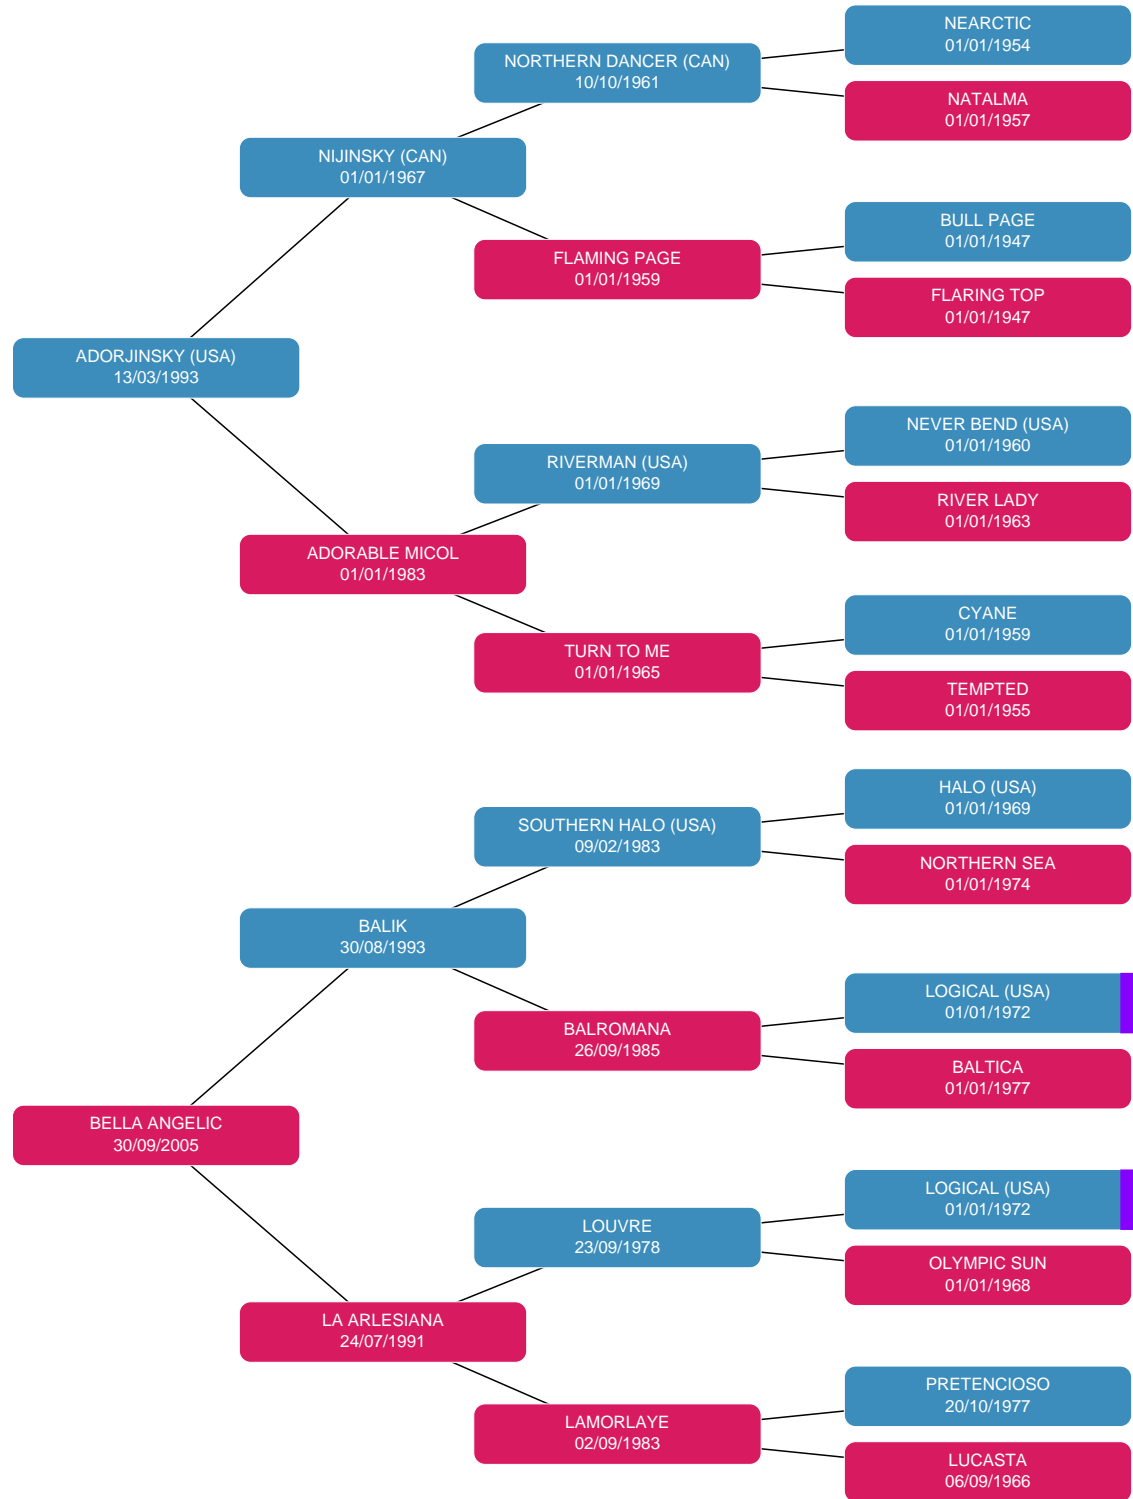 NEARCTIC
01/01/1954
NORTHERN DANCER (CAN)
10/10/1961
NATALMA
01/01/1957
NIJINSKY (CAN)
01/01/1967
BULL PAGE
01/01/1947
FLAMING PAGE
01/01/1959
FLARING TOP
01/01/1947
ADORJINSKY (USA)
13/03/1993
NEVER BEND (USA)
01/01/1960
RIVERMAN (USA)
01/01/1969
RIVER LADY
01/01/1963
ADORABLE MICOL
01/01/1983
CYANE
01/01/1959
TURN TO ME
01/01/1965
TEMPTED
01/01/1955
HALO (USA)
01/01/1969
SOUTHERN HALO (USA)
09/02/1983
NORTHERN SEA
01/01/1974
BALIK
30/08/1993
LOGICAL (USA)
01/01/1972
BALROMANA
26/09/1985
BALTICA
01/01/1977
BELLA ANGELIC
30/09/2005
LOGICAL (USA)
01/01/1972
LOUVRE
23/09/1978
OLYMPIC SUN
01/01/1968
LA ARLESIANA
24/07/1991
PRETENCIOSO
20/10/1977
LAMORLAYE
02/09/1983
LUCASTA
06/09/1966